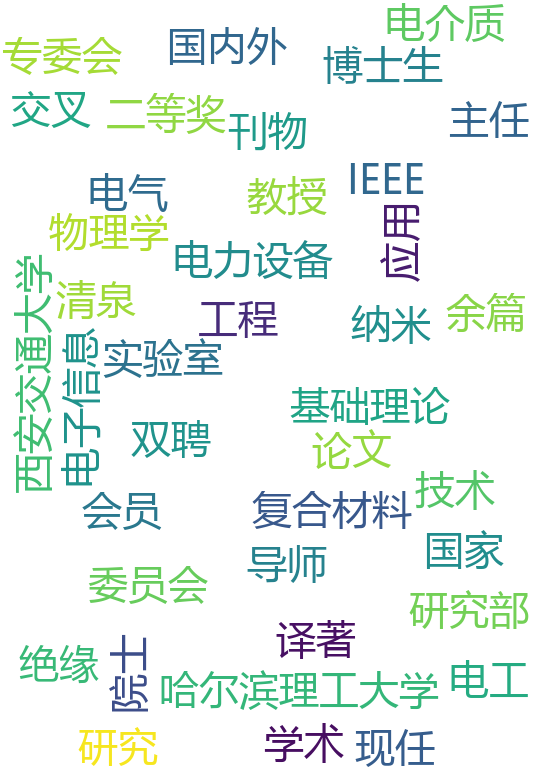 电介质
国内外
专委会
博士生
交叉
二等奖
刊物
主任
IEEE
电气
教授
应用
物理学
电力设备
西安交通大学
清泉
工程
纳米
余篇
电子信息
实验室
基础理论
双聘
论文
技术
会员
复合材料
国家
导师
委员会
研究部
译著
院士
绝缘
哈尔滨理工大学
电工
研究
学术
现任